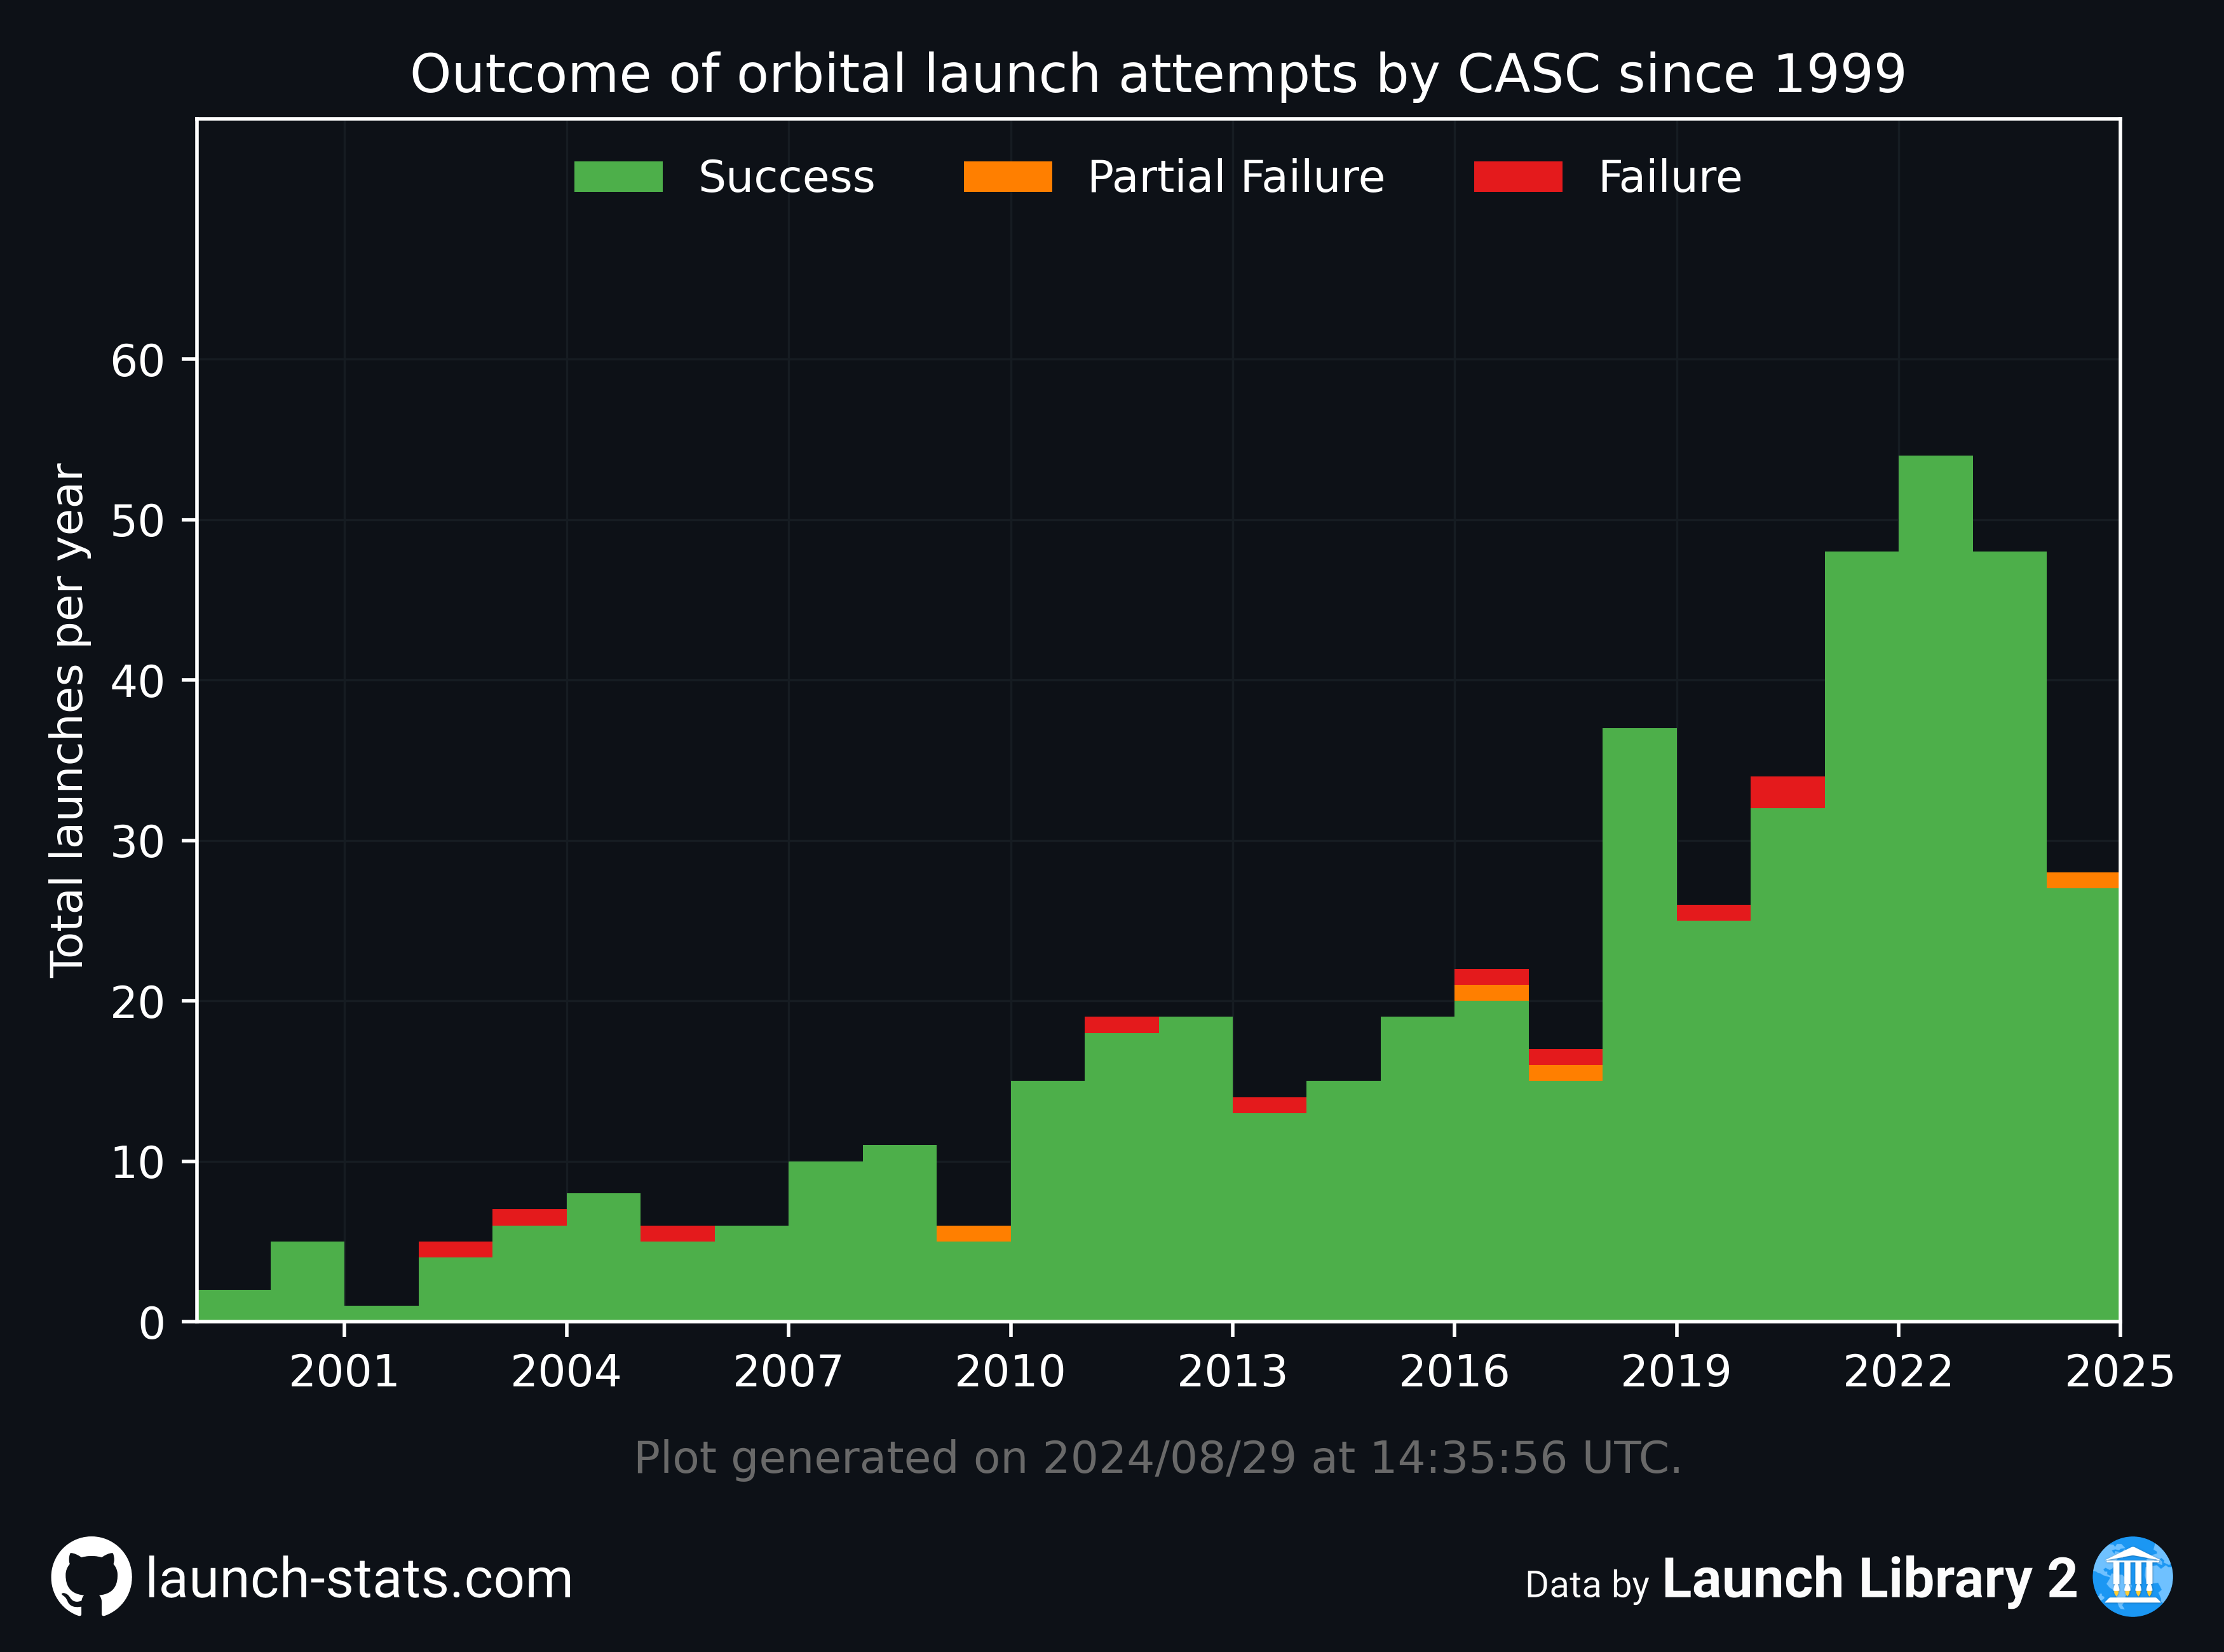 Outcome of orbital launch attempts by CASC since 1999
Success Partial Failure Failure
Total launches per year
60
50
40
30
20
10
0
2001 2004 2007 2010 2013 2016 2019 2022 2025
Plot generated on 2024/08/29 at 14:35:56 UTC.
launch-stats.com
Data by Launch Library 2